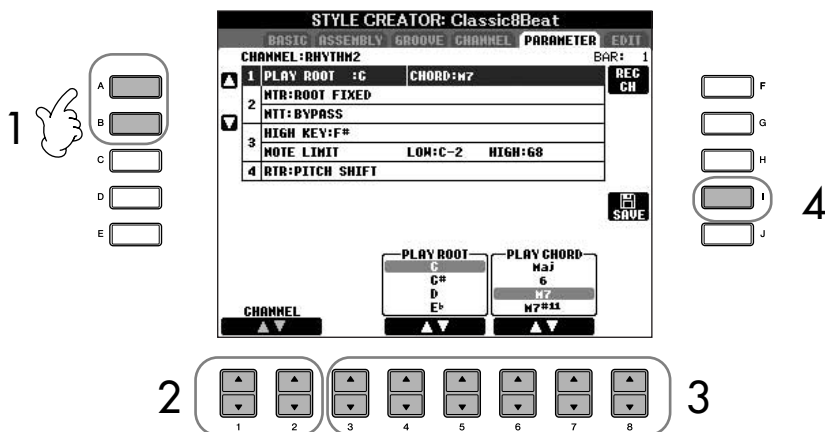 STYLE CREATOR: Classic8Beat
BASIC ASSEMBLY GROOVE CHANNEL PARAMETER EDIT
CHANNEL:RHYTHM2 BAR: 1
1 PLAY ROOT :C CHORD:M7 REC CH
2 NTR:ROOT FIXED
NTT:BYPASS
3 HIGH KEY:F#
NOTE LIMIT LOW:C-2 HIGH:G8
4 RTR:PITCH SHIFT
SAVE
PLAY ROOT PLAY CHORD
C Maj
C# 6
D M7
E♭ M7#11
CHANNEL
A
B
C
D
E
F
G
H
I
J
1
4
2
3
1 2 3 4 5 6 7 8